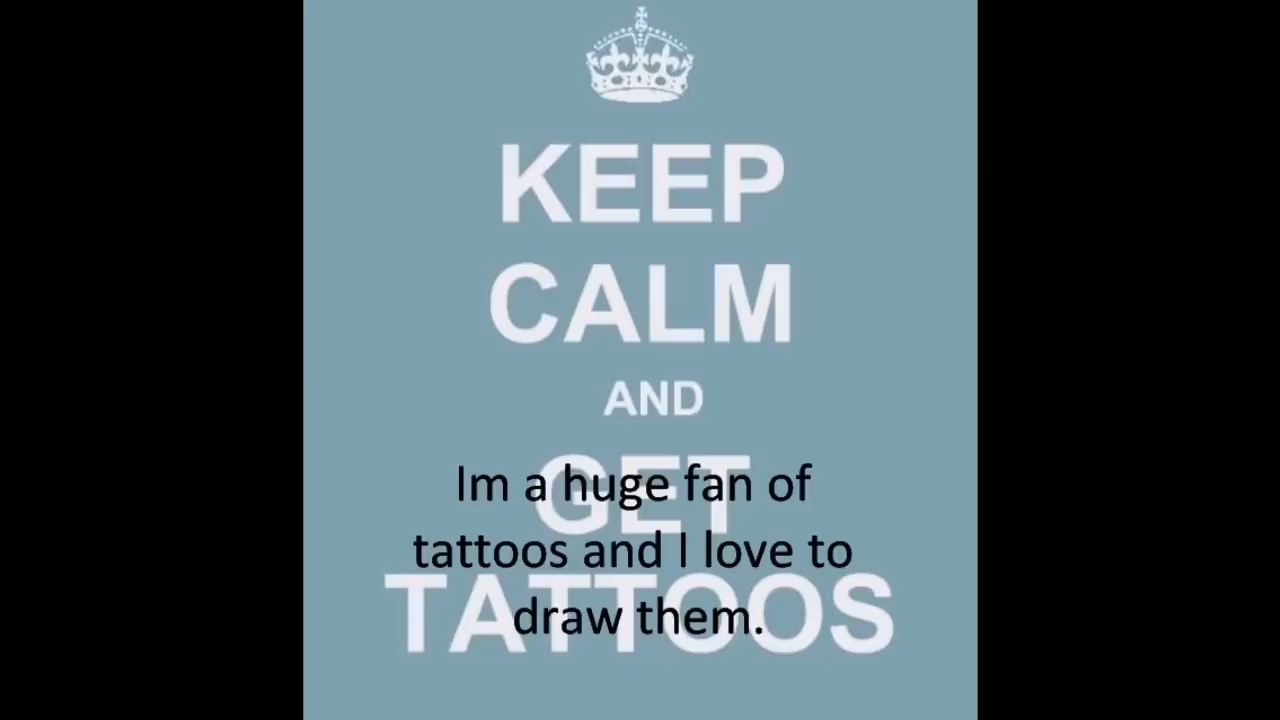 KEEP
CALM
AND
GET
Im a huge fan of
tattoos and I love to
TATTOOS
draw them.